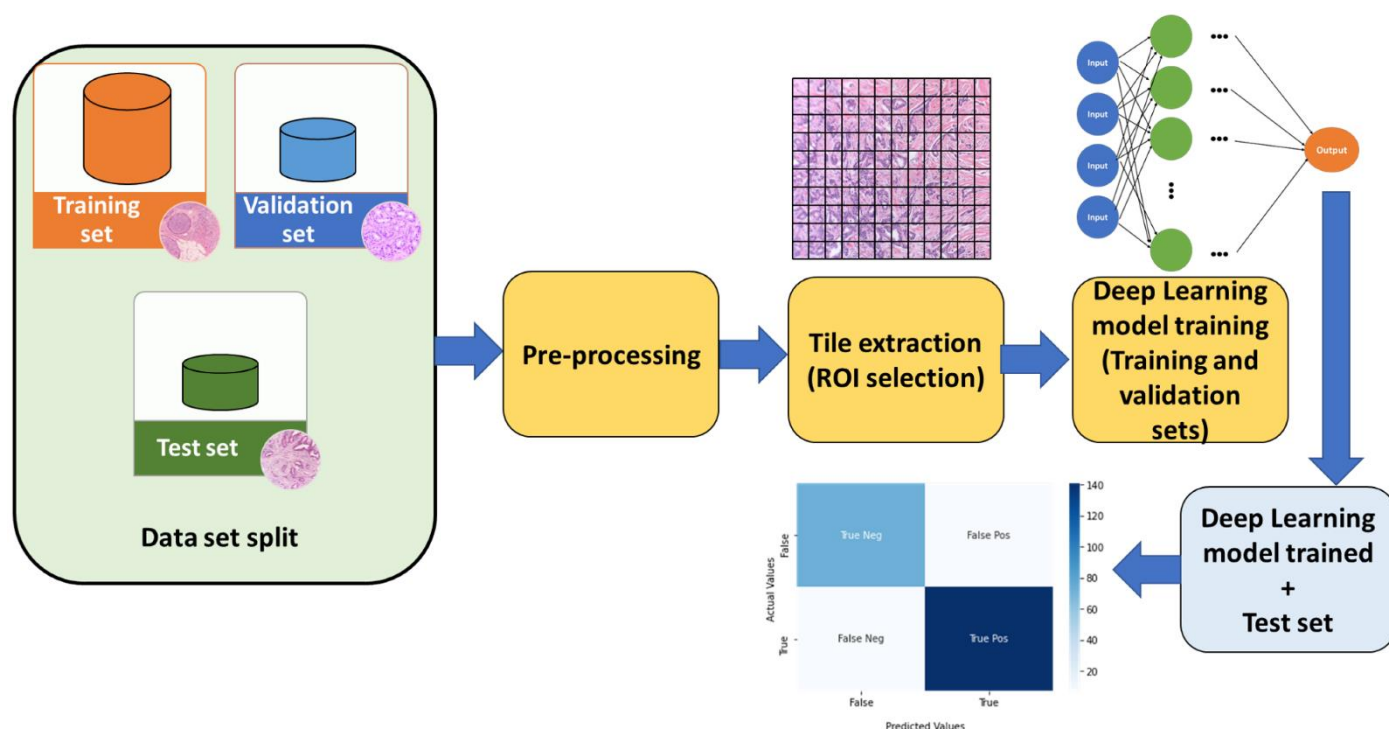 Training
set
Validation
set
Test set
Data set split
Pre-processing
Tile extraction
(ROI selection)
Input
Input
Input
Input
...
...
...
...
...
Output
Deep Learning
model training
(Training and
validation
sets)
Deep Learning
model trained
+
Test set
Actual Values
False
True
True Neg
False Pos
False Neg
True Pos
False
True
Predicted Values
140
120
100
80
60
40
20